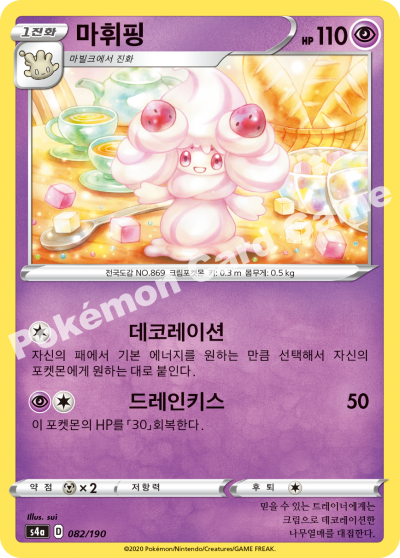 1진화
마휘핑
HP 110
마빌크에서 진화
전국도감 NO.869 크림포켓몬 키: 0.3 m 몸무게: 0.5 kg
Pokémon Card Game
데코레이션
자신의 패에서 기본 에너지를 원하는 만큼 선택해서 자신의
포켓몬에게 원하는 대로 붙인다.
드레인키스 50
이 포켓몬의 HP를 「30」회복한다.
약점 ×2 저항력 후퇴
Illus. sui
s4a D 082/190
믿을 수 있는 트레이너에게는
크림으로 데코레이션한
나무열매를 대접한다.
©2020 Pokémon/Nintendo/Creatures/GAME FREAK.